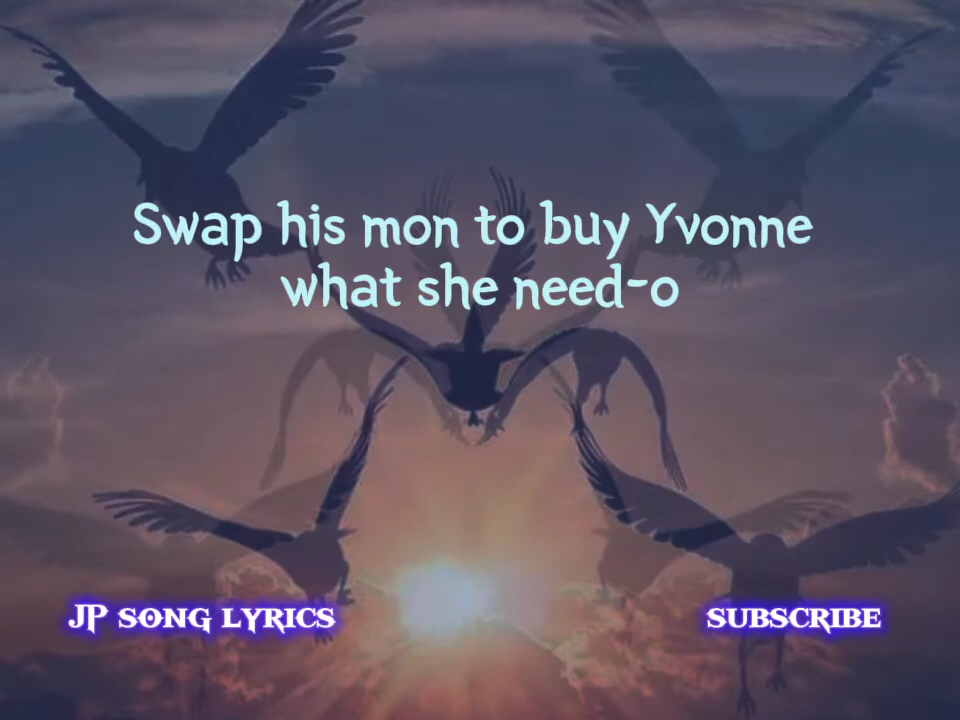 Swap his mon to buy Yvonne
what she need-o
JP SONG LYRICS
SUBSCRIBE